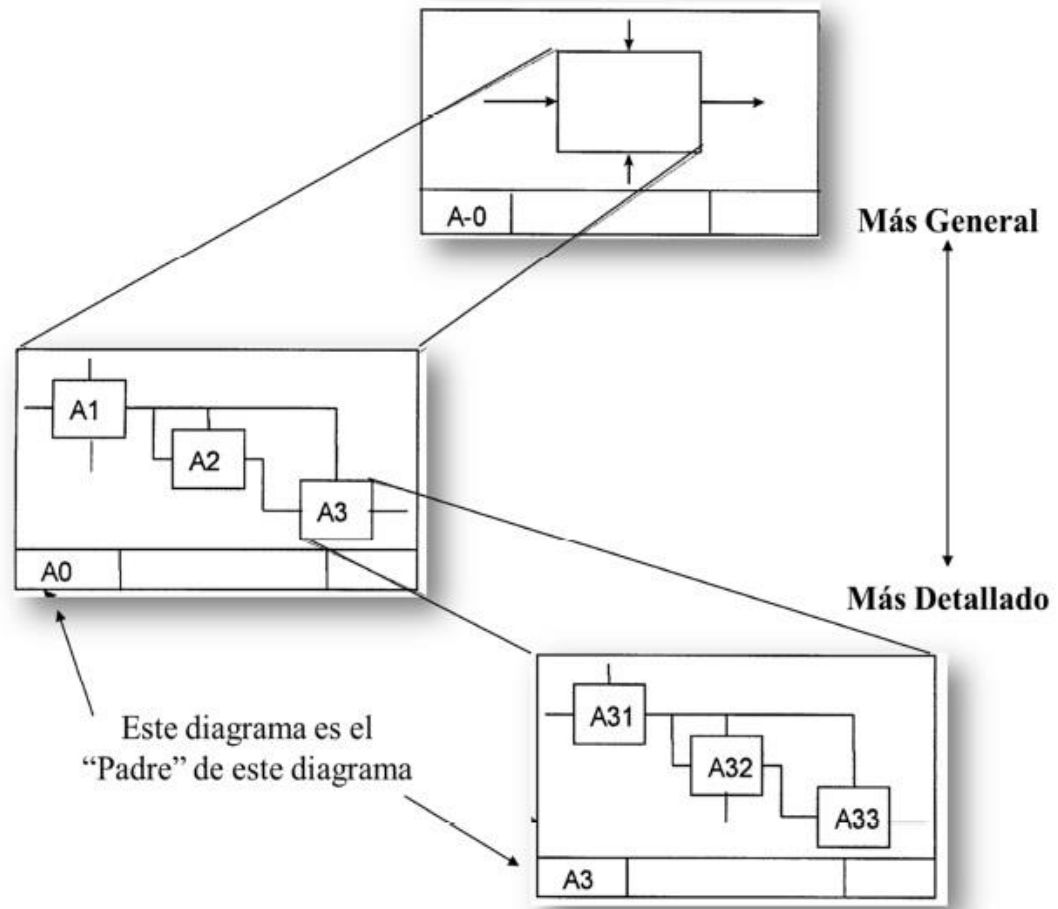 A-0
Más General
A1
A2
A3
A0
Más Detallado
Este diagrama es el
“Padre” de este diagrama
A31
A32
A33
A3